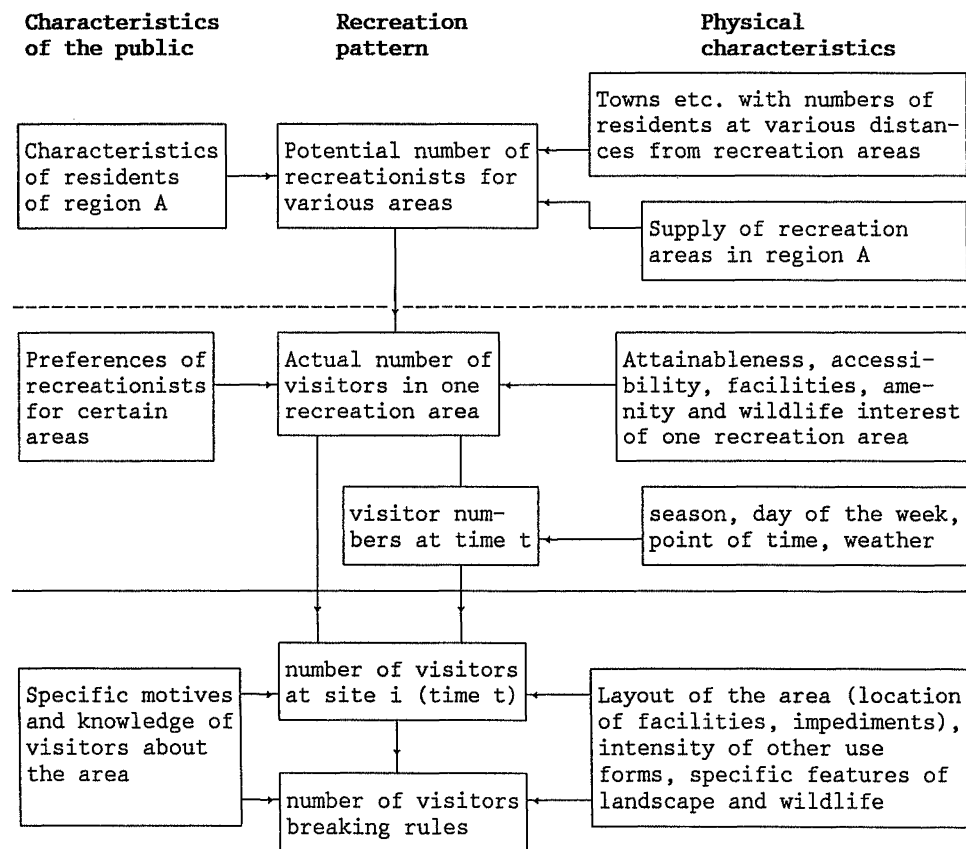 Characteristics
of the public
Recreation
pattern
Physical
characteristics
Towns etc. with numbers of
residents at various distan-
ces from recreation areas
Characteristics
of residents
of region A
Potential number of
recreationists for
various areas
Supply of recreation
areas in region A
Preferences of
recreationists
for certain
areas
Actual number of
visitors in one
recreation area
Attainableness, accessi-
bility, facilities, ame-
nity and wildlife interest
of one recreation area
visitor num-
bers at time t
season, day of the week,
point of time, weather
number of visitors
at site i (time t)
Specific motives
and knowledge of
visitors about
the area
Layout of the area (location
of facilities, impediments),
intensity of other use
forms, specific features of
landscape and wildlife
number of visitors
breaking rules